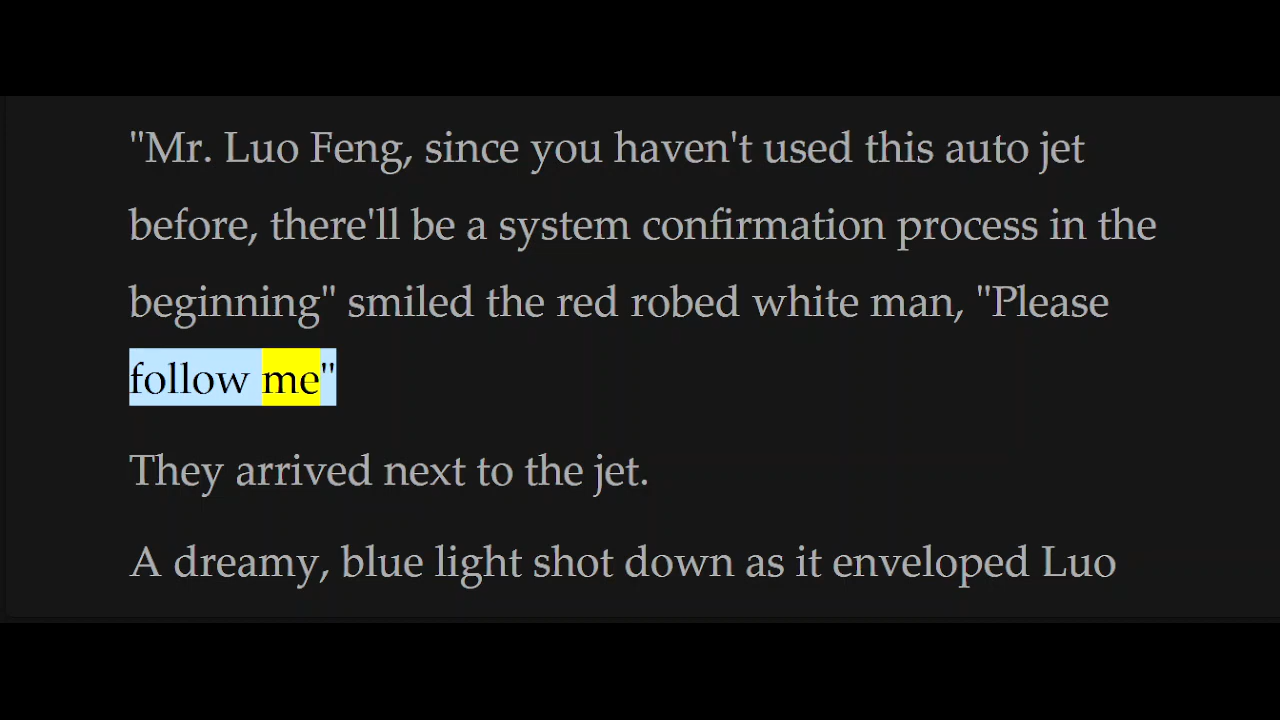 "Mr. Luo Feng, since you haven't used this auto jet
before, there'll be a system confirmation process in the
beginning" smiled the red robed white man, "Please
follow me"
They arrived next to the jet.
A dreamy, blue light shot down as it enveloped Luo